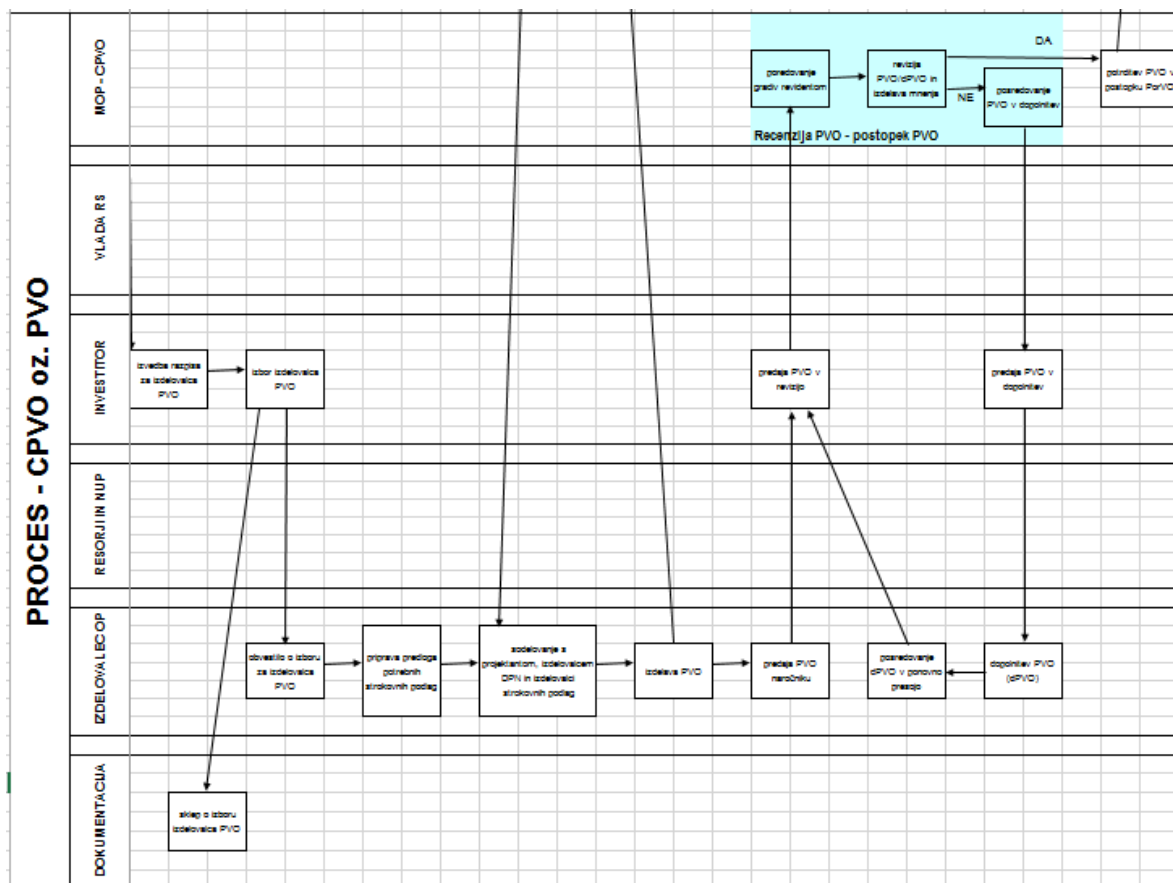 PROCES - CPVO oz. PVO
MOP - CPVO
DA
poredovanje
gradiv revidentom
revizija
PVO/dPVO in
izdelava mnenja
NE
posredovanje
PVO v dopolnitev
potrditev PVO v
postopku PorVO
Recenzija PVO - postopek PVO
VLADA RS
INVESTITOR
izvedba razpisa
za izdelovalca
PVO
izbor izdelovalca
PVO
predaja PVO v
revizijo
predaja PVO v
dopolnitev
RESORJI IN NUP
IZDELOVALEC OP
obvestilo o izboru
za izdelovalca
PVO
priprava predloga
potrebnih
strokovnih podlag
sodelovanje s
projektantom, izdelovalcem
DPN in izdelovalci
strokovnih podlag
izdelava PVO
predaja PVO
naročniku
posredovanje
dPVO v ponovno
presojo
dopolnitev PVO
(dPVO)
DOKUMENTACIJA
sklep o izboru
izdelovalca PVO